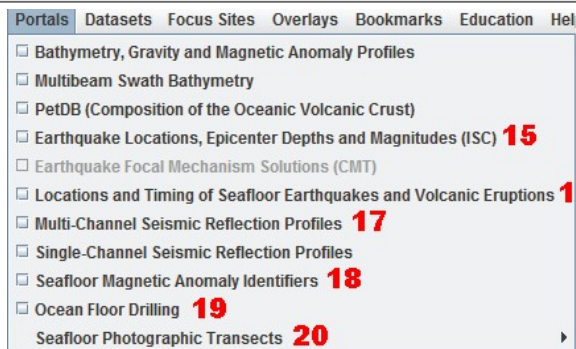 Portals Datasets Focus Sites Overlays Bookmarks Education Hel
Bathymetry, Gravity and Magnetic Anomaly Profiles
Multibeam Swath Bathymetry
PetDB (Composition of the Oceanic Volcanic Crust)
Earthquake Locations, Epicenter Depths and Magnitudes (ISC) 15
Earthquake Focal Mechanism Solutions (CMT)
Locations and Timing of Seafloor Earthquakes and Volcanic Eruptions 1
Multi-Channel Seismic Reflection Profiles 17
Single-Channel Seismic Reflection Profiles
Seafloor Magnetic Anomaly Identifiers 18
Ocean Floor Drilling 19
Seafloor Photographic Transects 20